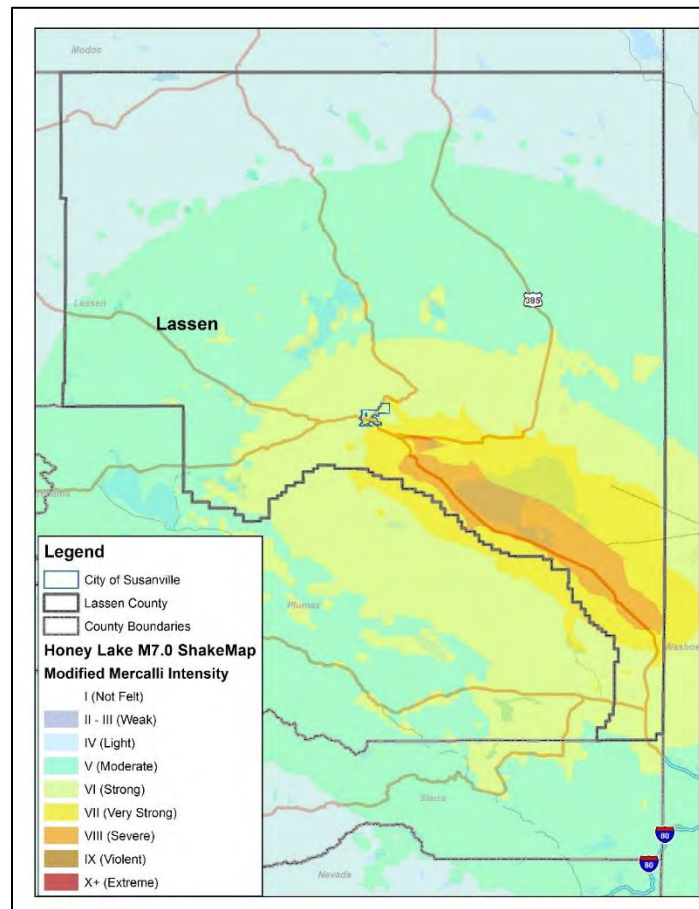 Modoc
395
Lassen
Lassen
Legend
City of Susanville
Lassen County
County Boundaries
Honey Lake M7.0 ShakeMap
Modified Mercalli Intensity
I (Not Felt)
II - III (Weak)
IV (Light)
V (Moderate)
VI (Strong)
VII (Very Strong)
VIII (Severe)
IX (Violent)
X+ (Extreme)
Plumas
Washoe
Sierra
80
80
Nevada